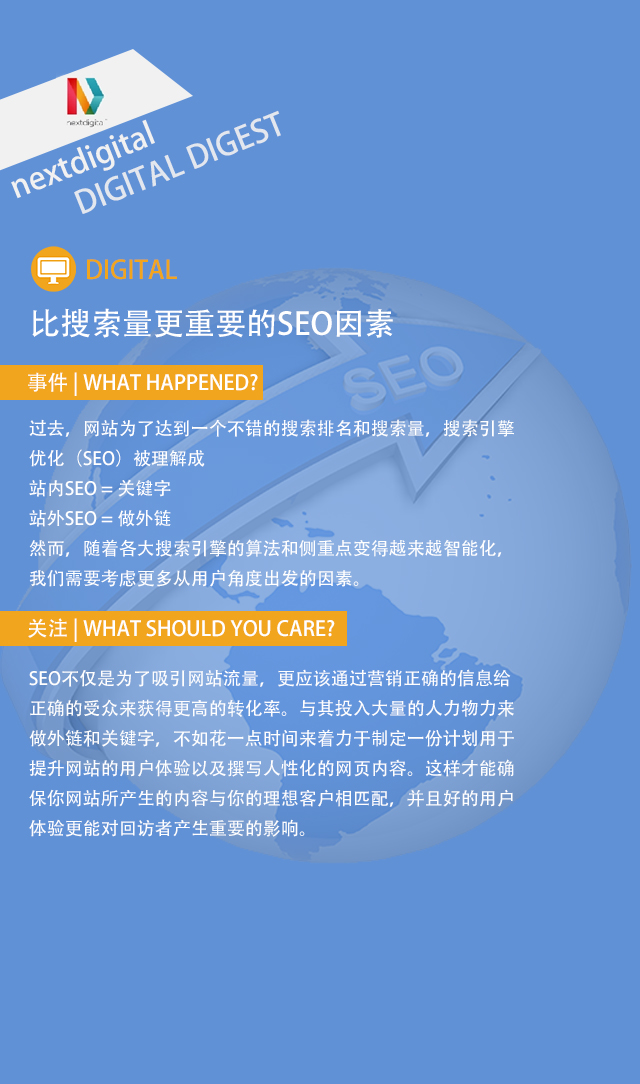 nextdigital
nextdigital
DIGITAL DIGEST
DIGITAL
比搜索量更重要的SEO因素
SEO
事件 | WHAT HAPPENED?
过去，网站为了达到一个不错的搜索排名和搜索量，搜索引擎
优化（SEO）被理解成
站内SEO = 关键字
站外SEO = 做外链
然而，随着各大搜索引擎的算法和侧重点变得越来越智能化，
我们需要考虑更多从用户角度出发的因素。
关注 | WHAT SHOULD YOU CARE?
SEO不仅是为了吸引网站流量，更应该通过营销正确的信息给
正确的受众来获得更高的转化率。与其投入大量的人力物力来
做外链和关键字，不如花一点时间来着力于制定一份计划用于
提升网站的用户体验以及撰写人性化的网页内容。这样才能确
保你网站所产生的内容与你的理想客户相匹配，并且好的用户
体验更能对回访者产生重要的影响。